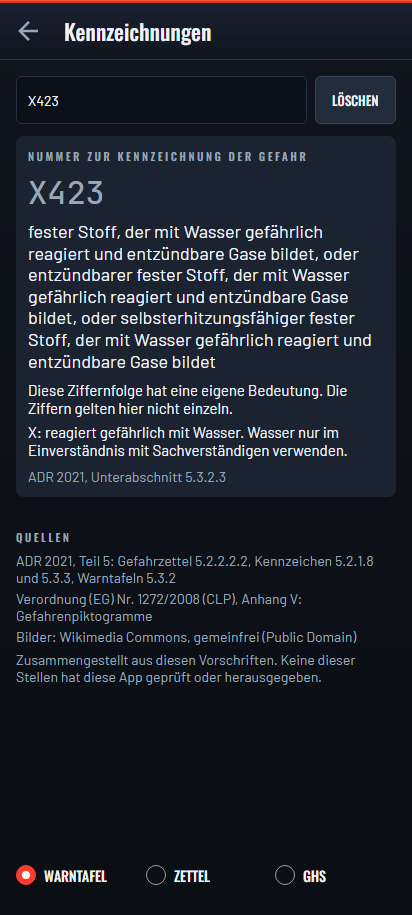 Kennzeichnungen
X423
LÖSCHEN
NUMMER ZUR KENNZEICHNUNG DER GEFAHR
X423
fester Stoff, der mit Wasser gefährlich
reagiert und entzündbare Gase bildet, oder
entzündbarer fester Stoff, der mit Wasser
gefährlich reagiert und entzündbare Gase
bildet, oder selbsterhitzungsfähiger fester
Stoff, der mit Wasser gefährlich reagiert und
entzündbare Gase bildet
Diese Ziffernfolge hat eine eigene Bedeutung. Die
Ziffern gelten hier nicht einzeln.
X: reagiert gefährlich mit Wasser. Wasser nur im
Einverständnis mit Sachverständigen verwenden.
ADR 2021, Unterabschnitt 5.3.2.3
QUELLEN
ADR 2021, Teil 5: Gefahrzettel 5.2.2.2.2, Kennzeichen 5.2.1.8
und 5.3.3, Warntafeln 5.3.2
Verordnung (EG) Nr. 1272/2008 (CLP), Anhang V:
Gefahrenpiktogramme
Bilder: Wikimedia Commons, gemeinfrei (Public Domain)
Zusammengestellt aus diesen Vorschriften. Keine dieser
Stellen hat diese App geprüft oder herausgegeben.
WARNTAFEL
ZETTEL
GHS